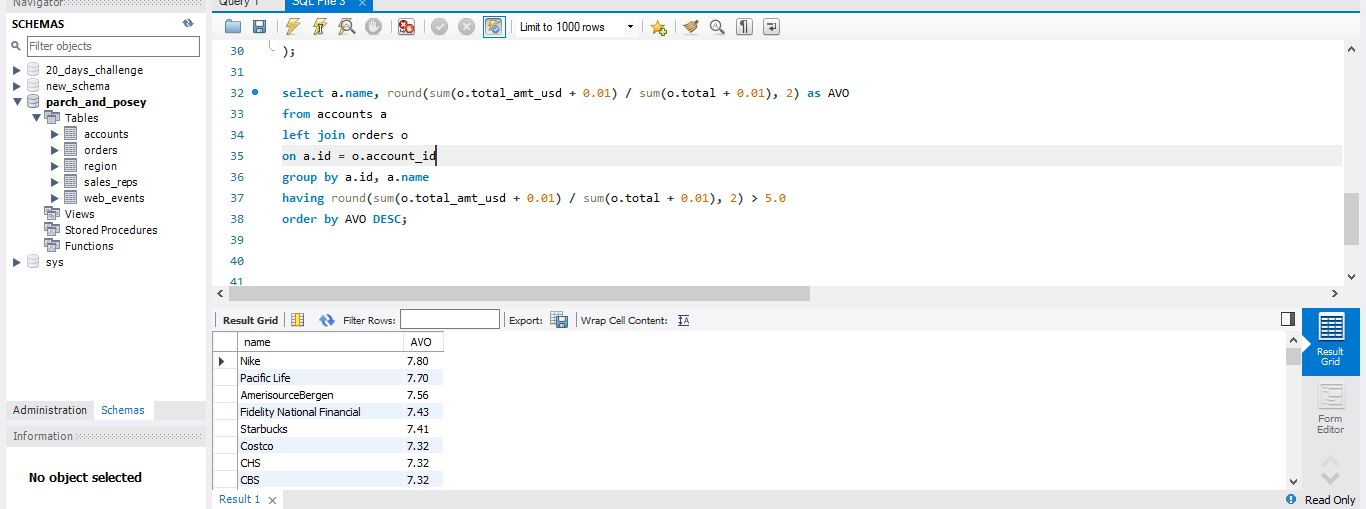 Navigator
Query 1
SQL File 3 ×
SCHEMAS
Filter objects
20_days_challenge
new_schema
parch_and_posey
Tables
accounts
orders
region
sales_reps
web_events
Views
Stored Procedures
Functions
sys
Administration Schemas
Information
No object selected
Limit to 1000 rows
30 );
31
32 select a.name, round(sum(o.total_amt_usd + 0.01) / sum(o.total + 0.01), 2) as AVO
33 from accounts a
34 left join orders o
35 on a.id = o.account_id
36 group by a.id, a.name
37 having round(sum(o.total_amt_usd + 0.01) / sum(o.total + 0.01), 2) > 5.0
38 order by AVO DESC;
39
40
41
Result Grid Filter Rows: Export: Wrap Cell Content: IA
name AVO
Nike 7.80
Pacific Life 7.70
AmerisourceBergen 7.56
Fidelity National Financial 7.43
Starbucks 7.41
Costco 7.32
CHS 7.32
CBS 7.32
Result
Grid
Form
Editor
Result 1 ×
Read Only